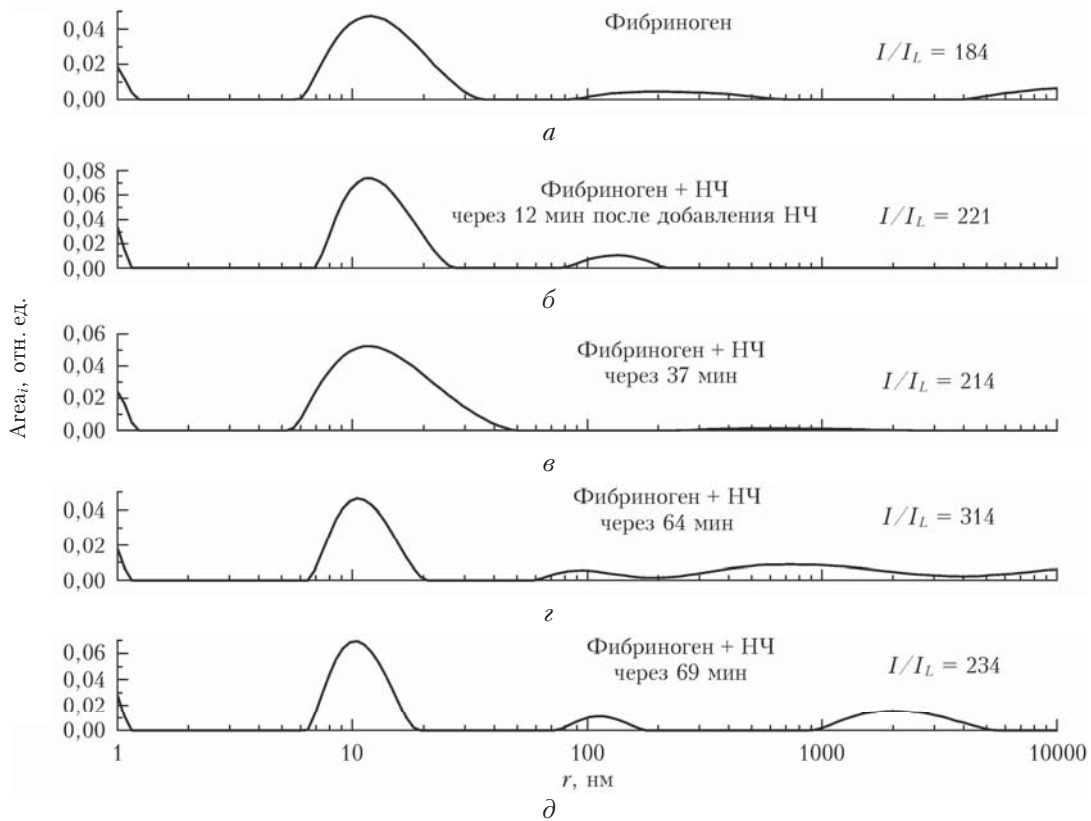 Area_i, отн. ед.
0,04
0,02
0,00
Фибриноген
I/I_L = 184
а
0,08
0,06
0,04
0,02
0,00
Фибриноген + НЧ
через 12 мин после добавления НЧ
I/I_L = 221
б
0,06
0,04
0,02
0,00
Фибриноген + НЧ
через 37 мин
I/I_L = 214
в
0,04
0,02
0,00
Фибриноген + НЧ
через 64 мин
I/I_L = 314
г
0,06
0,04
0,02
0,00
Фибриноген + НЧ
через 69 мин
I/I_L = 234
1 10 100 1000 10000
r, нм
д